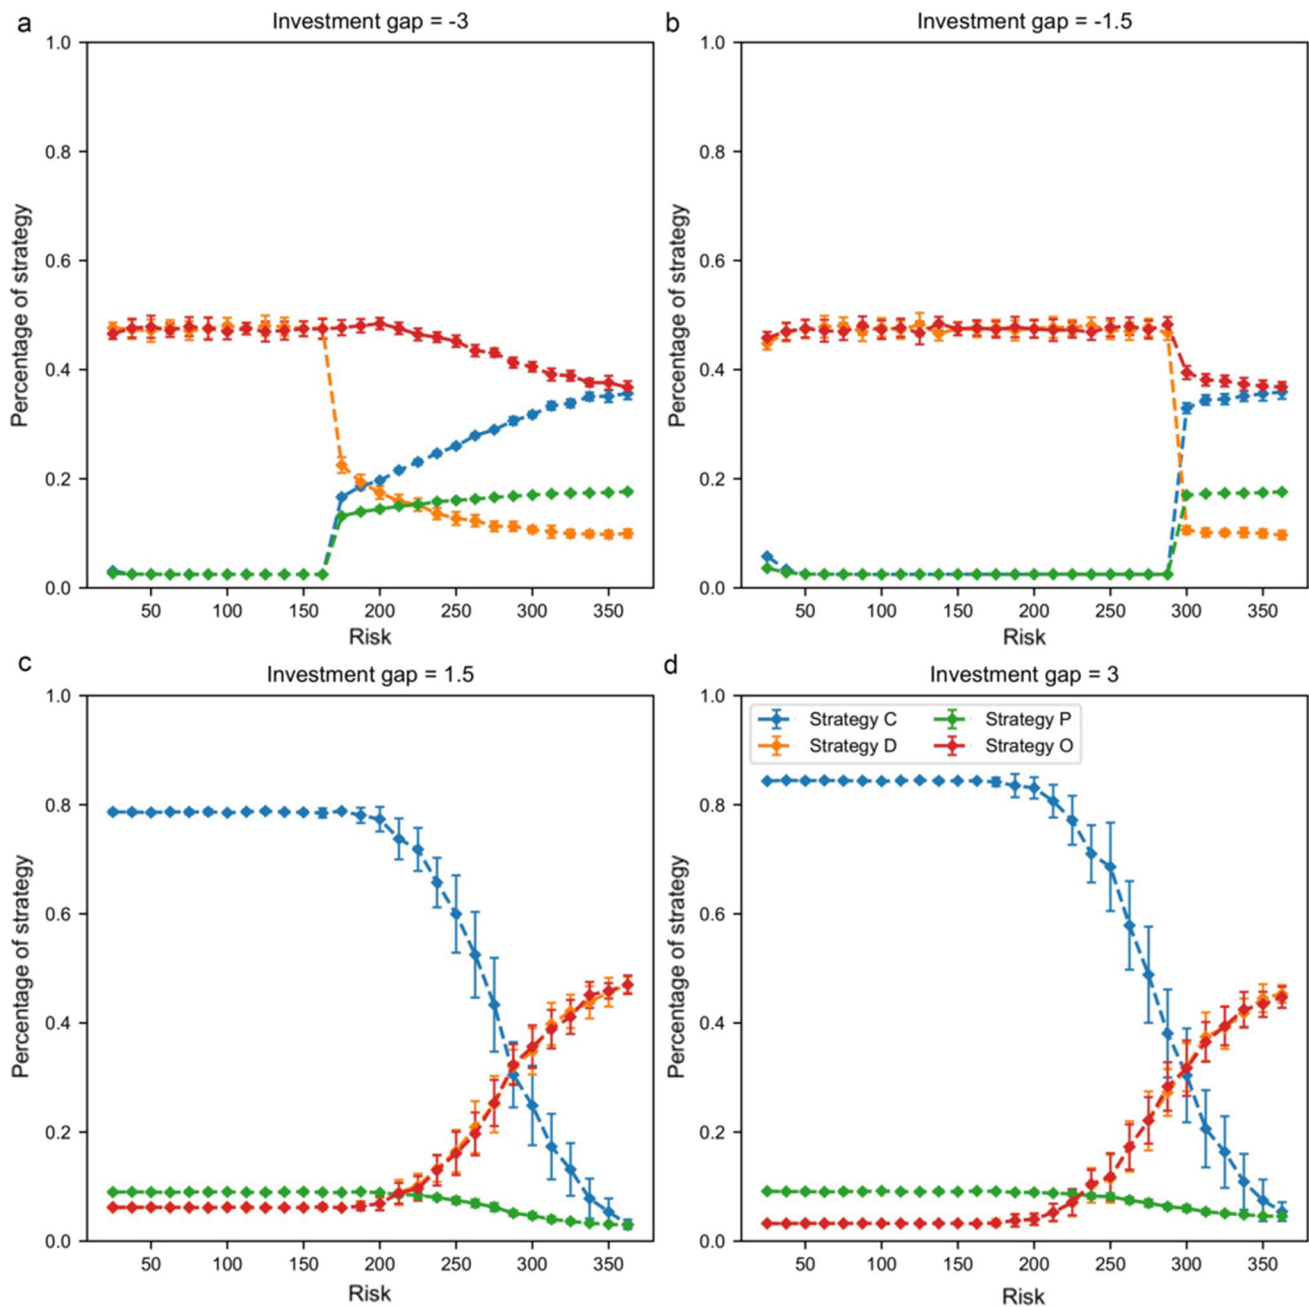 a
Investment gap = -3
Percentage of strategy
1.0
0.8
0.6
0.4
0.2
0.0
50 100 150 200 250 300 350
Risk
b
Investment gap = -1.5
Percentage of strategy
1.0
0.8
0.6
0.4
0.2
0.0
50 100 150 200 250 300 350
Risk
c
Investment gap = 1.5
Percentage of strategy
1.0
0.8
0.6
0.4
0.2
0.0
50 100 150 200 250 300 350
Risk
d
Investment gap = 3
Strategy C
Strategy D
Strategy P
Strategy O
Percentage of strategy
1.0
0.8
0.6
0.4
0.2
0.0
50 100 150 200 250 300 350
Risk